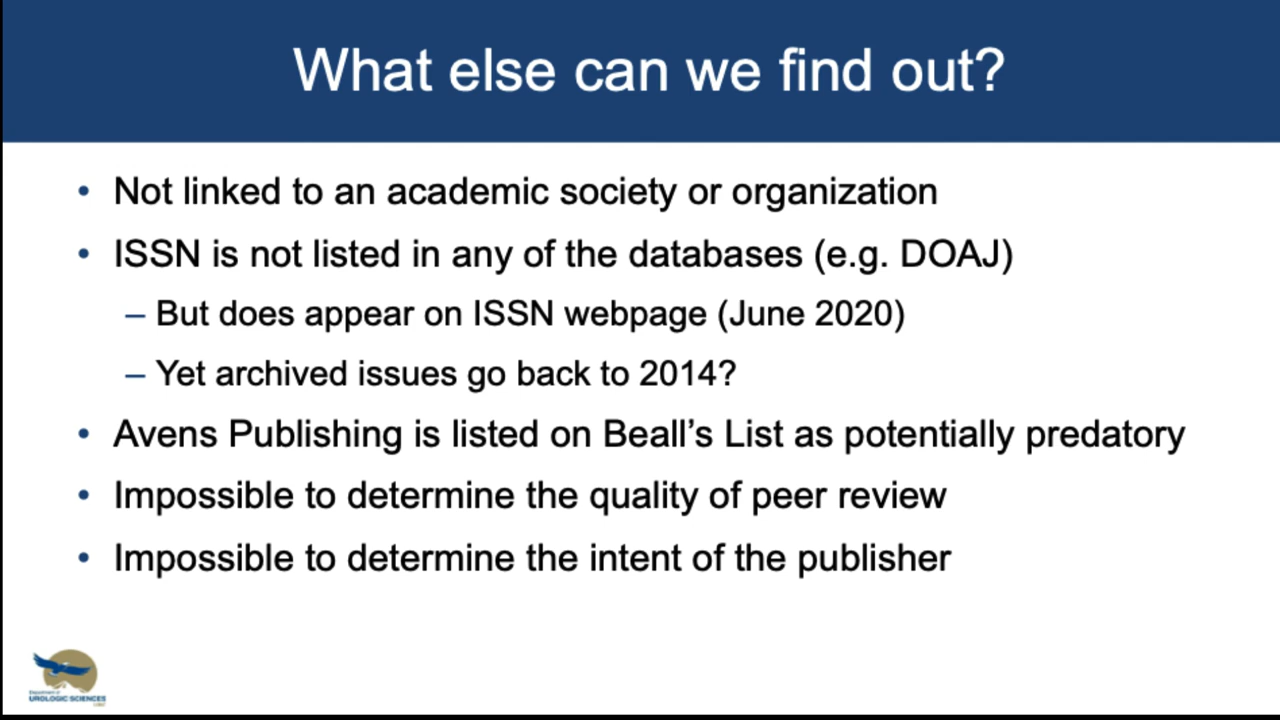 What else can we find out?
• Not linked to an academic society or organization
• ISSN is not listed in any of the databases (e.g. DOAJ)
– But does appear on ISSN webpage (June 2020)
– Yet archived issues go back to 2014?
• Avens Publishing is listed on Beall’s List as potentially predatory
• Impossible to determine the quality of peer review
• Impossible to determine the intent of the publisher
Department of
UROLOGIC SCIENCES